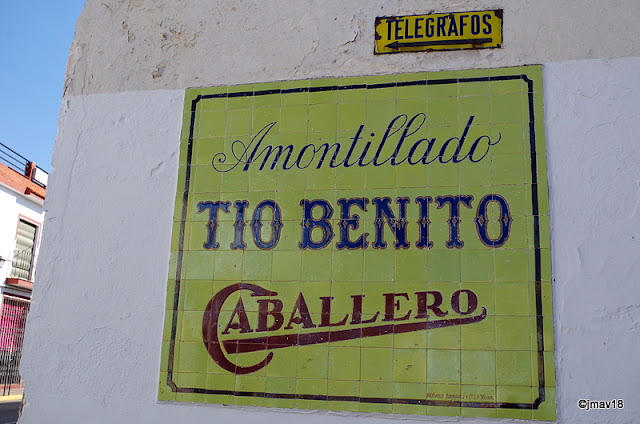 TELEGRAFOS
Amontillado
TIO BENITO
CABALLERO
©jmav18